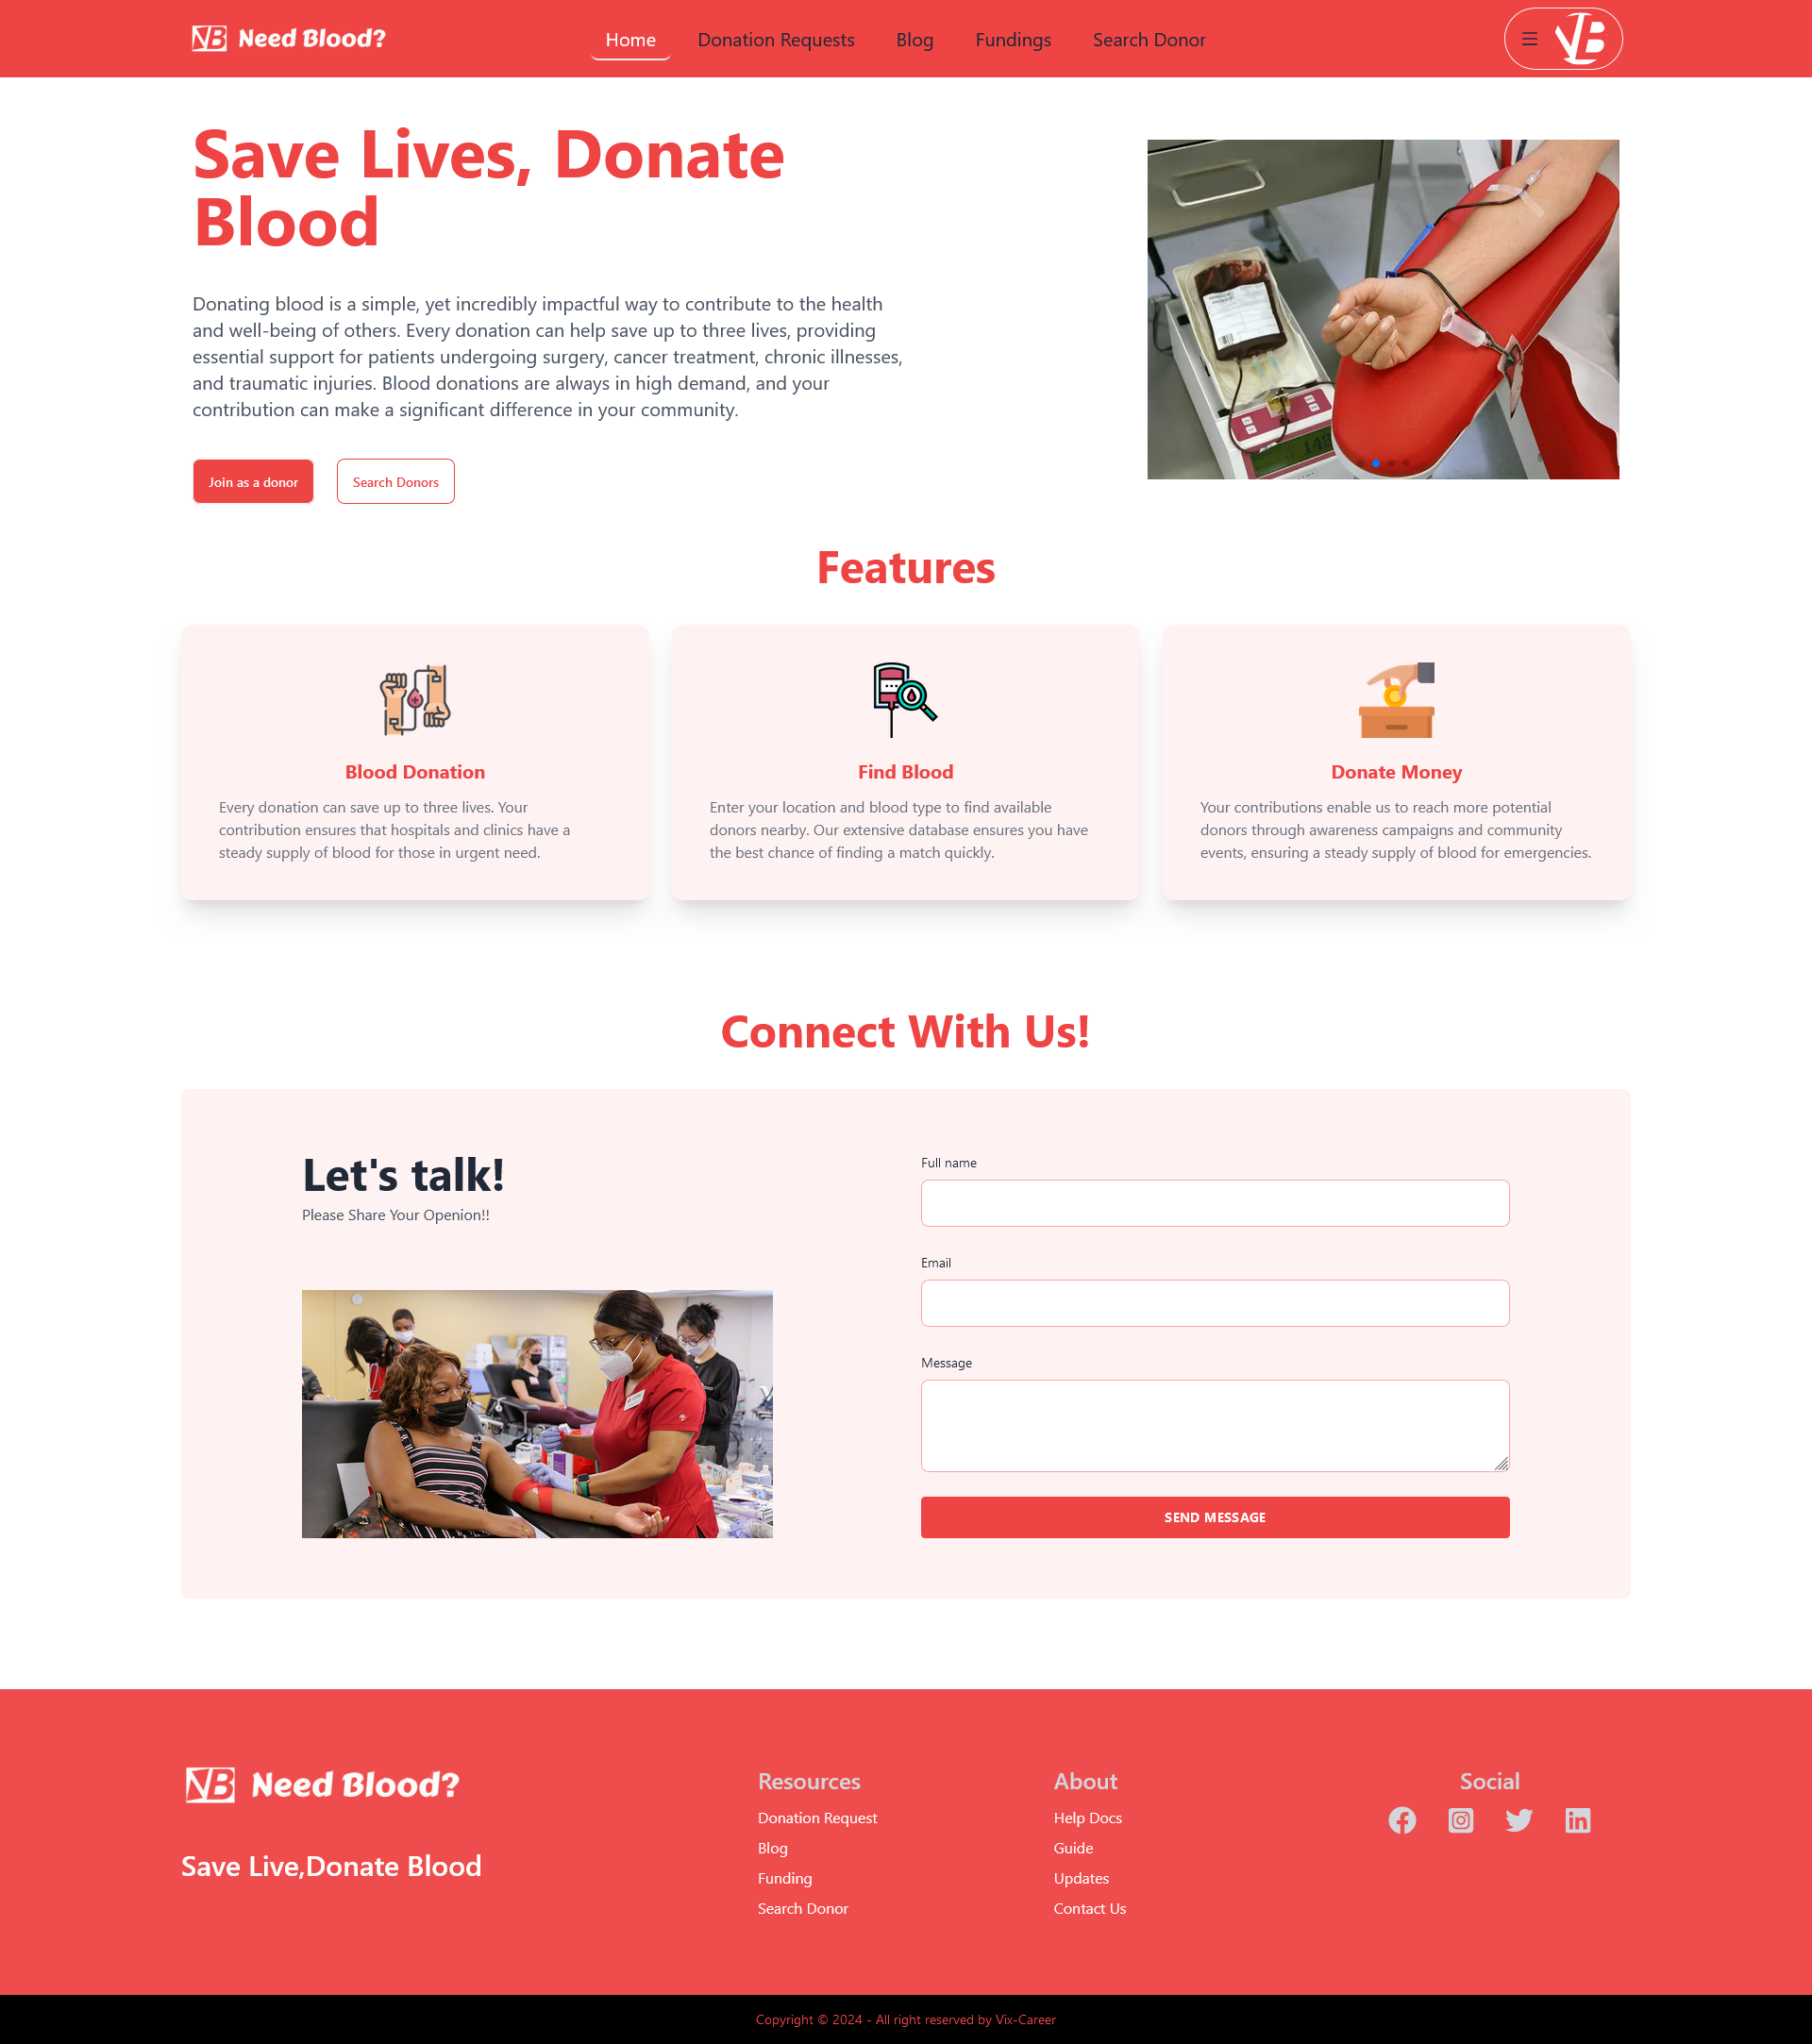 NB Need Blood?
Home Donation Requests Blog Fundings Search Donor
VB
Save Lives, Donate
Blood
Donating blood is a simple, yet incredibly impactful way to contribute to the health
and well-being of others. Every donation can help save up to three lives, providing
essential support for patients undergoing surgery, cancer treatment, chronic illnesses,
and traumatic injuries. Blood donations are always in high demand, and your
contribution can make a significant difference in your community.
Join as a donor
Search Donors
Features
Blood Donation
Every donation can save up to three lives. Your
contribution ensures that hospitals and clinics have a
steady supply of blood for those in urgent need.
Find Blood
Enter your location and blood type to find available
donors nearby. Our extensive database ensures you have
the best chance of finding a match quickly.
Donate Money
Your contributions enable us to reach more potential
donors through awareness campaigns and community
events, ensuring a steady supply of blood for emergencies.
Connect With Us!
Let's talk!
Please Share Your Openion!!
Full name
Email
Message
SEND MESSAGE
NB Need Blood?
Save Live,Donate Blood
Resources
Donation Request
Blog
Funding
Search Donor
About
Help Docs
Guide
Updates
Contact Us
Social
Copyright © 2024 - All right reserved by Vix-Career